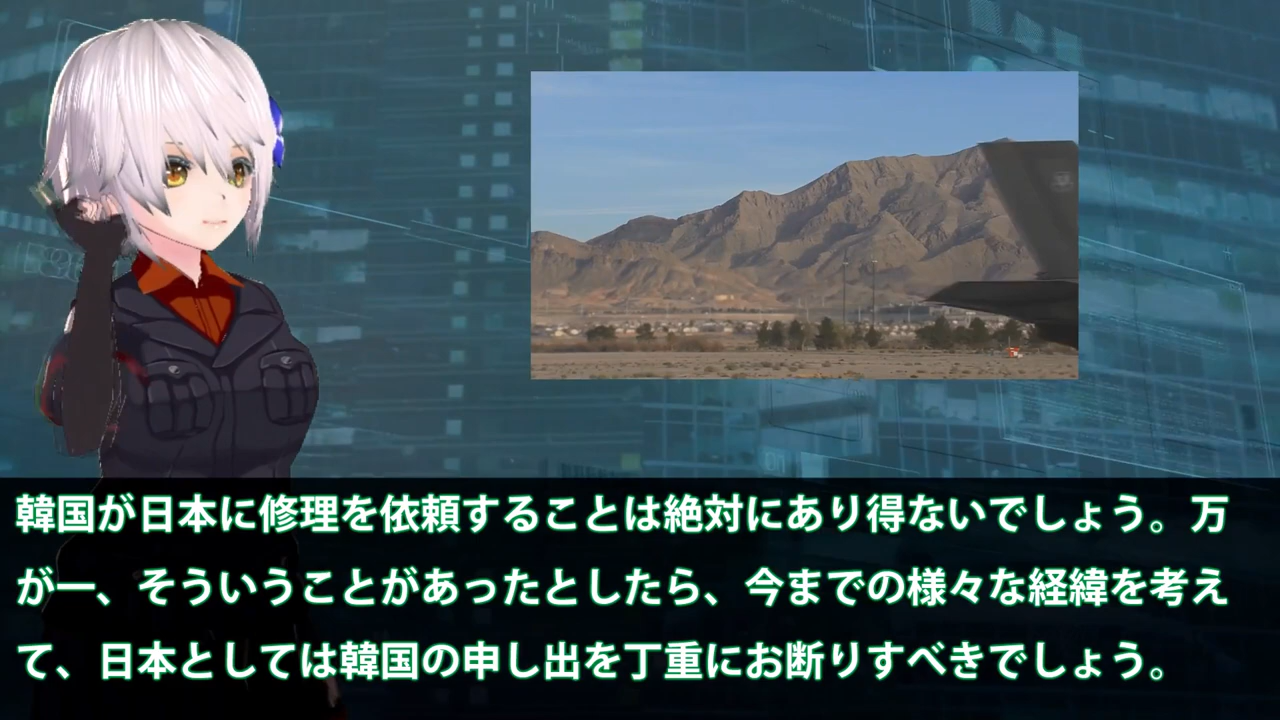 韓国が日本に修理を依頼することは絶対にあり得ないでしょう。万
が一、そういうことがあったとしたら、今までの様々な経緯を考え
て、日本としては韓国の申し出を丁重にお断りすべきでしょう。